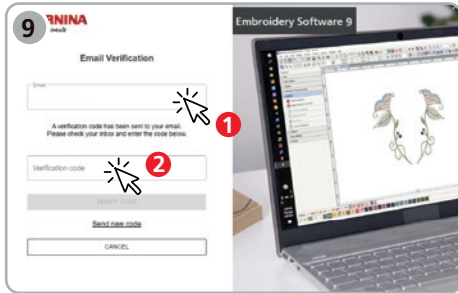 9
RNINA
Email Verification
Email
1
A verification code has been sent to your email.
Please check your inbox and enter the code below.
Verification code
2
VERIFY CODE
Send new code
CANCEL
Embroidery Software 9